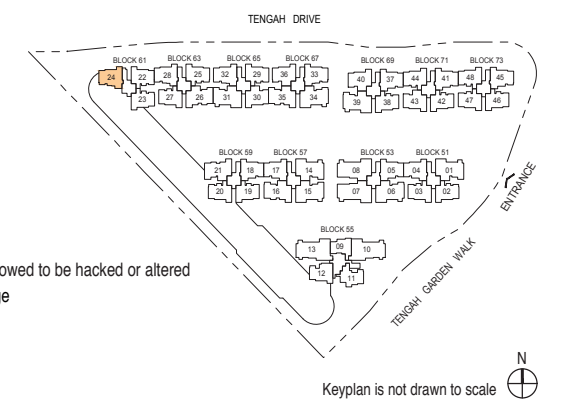 TENGAH DRIVE
BLOCK 61 BLOCK 63 BLOCK 65 BLOCK 67 BLOCK 69 BLOCK 71 BLOCK 73
24 22 28 25 32 29 36 33 40 37 44 41 48 45
23 27 26 31 30 35 34 39 38 43 42 47 46
BLOCK 59 BLOCK 57 BLOCK 53 BLOCK 51
21 18 17 14 08 05 04 01
20 19 16 15 07 06 03 02
ENTRANCE
BLOCK 55
13 09 10
12 11
TENGAH GARDEN WALK
owed to be hacked or altered
ge
N
Keyplan is not drawn to scale